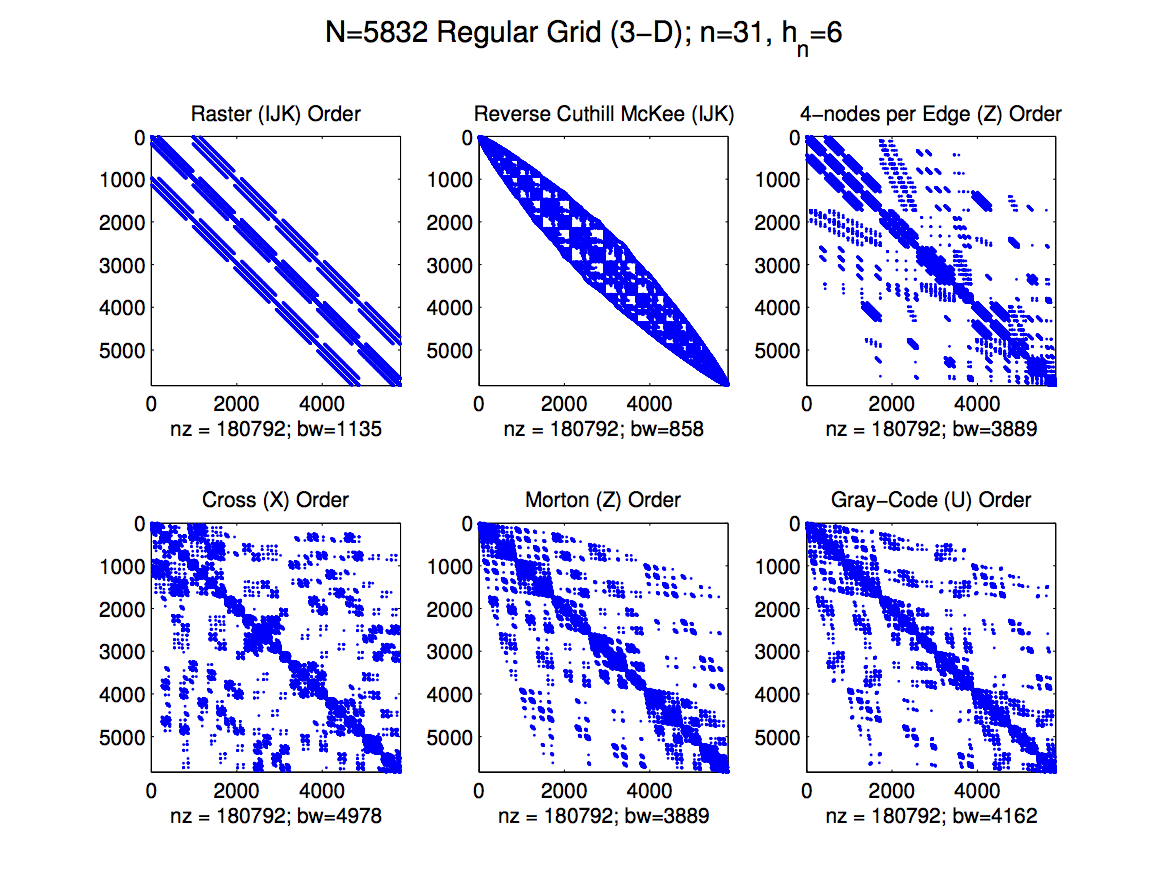 N=5832 Regular Grid (3−D); n=31, hn=6
Raster (IJK) Order
Reverse Cuthill McKee (IJK)
4−nodes per Edge (Z) Order
0
1000
2000
3000
4000
5000
0 2000 4000
nz = 180792; bw=1135
0
1000
2000
3000
4000
5000
0 2000 4000
nz = 180792; bw=858
0
1000
2000
3000
4000
5000
0 2000 4000
nz = 180792; bw=3889
Cross (X) Order
Morton (Z) Order
Gray−Code (U) Order
0
1000
2000
3000
4000
5000
0 2000 4000
nz = 180792; bw=4978
0
1000
2000
3000
4000
5000
0 2000 4000
nz = 180792; bw=3889
0
1000
2000
3000
4000
5000
0 2000 4000
nz = 180792; bw=4162